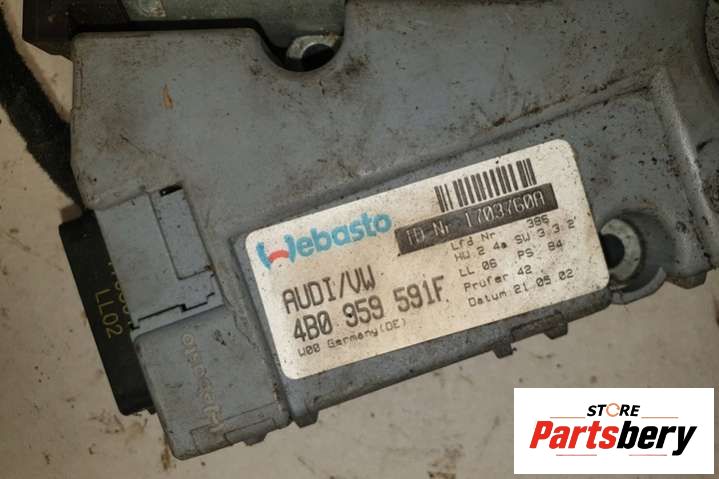 Webasto
ID-Nr 1703760A
AUDI/VW
4B0 959 591F
W00 Germany(DE)
Lfd Nr. 386
HW.2 4a SW 3.3.2
LL 06 PS. 84
Prüfer 42
Datum 21 05 02
LL02
STORE
Partsbery